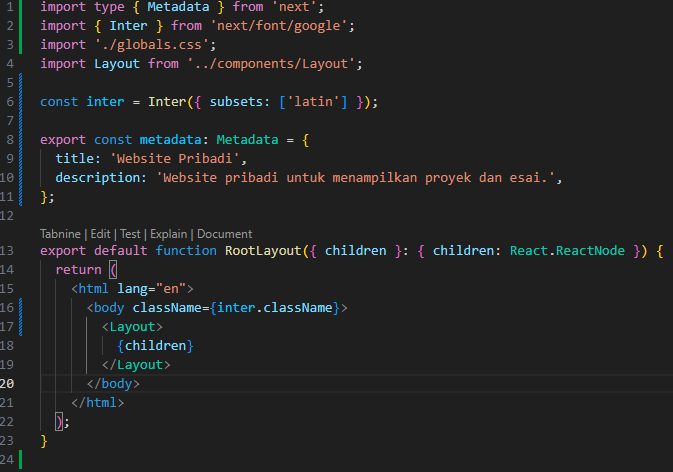 1 import type { Metadata } from 'next';
2 import { Inter } from 'next/font/google';
3 import './globals.css';
4 import Layout from '../components/Layout';
5
6 const inter = Inter({ subsets: ['latin'] });
7
8 export const metadata: Metadata = {
9   title: 'Website Pribadi',
10   description: 'Website pribadi untuk menampilkan proyek dan esai.',
11 };
12
Tabnine | Edit | Test | Explain | Document
13 export default function RootLayout({ children }: { children: React.ReactNode }) {
14   return (
15     <html lang="en">
16       <body className={inter.className}>
17         <Layout>
18           {children}
19         </Layout>
20       </body>
21     </html>
22   );
23 }
24